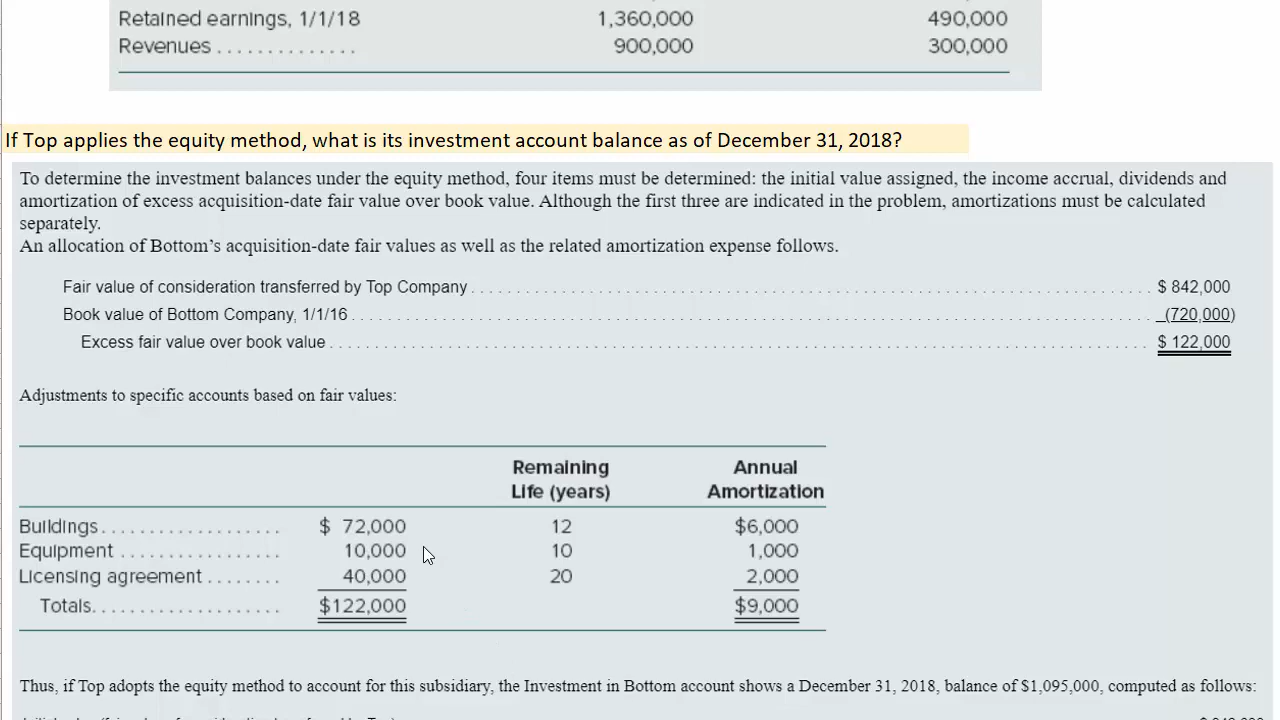 Retained earnings, 1/1/18 1,360,000 490,000
Revenues . . . . . . . . . . . . . . 900,000 300,000
If Top applies the equity method, what is its investment account balance as of December 31, 2018?
To determine the investment balances under the equity method, four items must be determined: the initial value assigned, the income accrual, dividends and
amortization of excess acquisition-date fair value over book value. Although the first three are indicated in the problem, amortizations must be calculated
separately.
An allocation of Bottom’s acquisition-date fair values as well as the related amortization expense follows.
Fair value of consideration transferred by Top Company $ 842,000
Book value of Bottom Company, 1/1/16 (720,000)
Excess fair value over book value $ 122,000
Adjustments to specific accounts based on fair values:
Remaining Annual
Life (years) Amortization
Buildings $ 72,000 12 $6,000
Equipment 10,000 10 1,000
Licensing agreement 40,000 20 2,000
Totals $122,000 $9,000
Thus, if Top adopts the equity method to account for this subsidiary, the Investment in Bottom account shows a December 31, 2018, balance of $1,095,000, computed as follows: